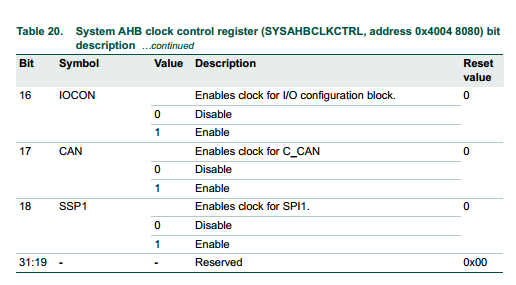 Table 20. System AHB clock control register (SYSAHBCLKCTRL, address 0x4004 8080) bit
description ...continued
Bit Symbol Value Description Reset
value
16 IOCON Enables clock for I/O configuration block. 0
0 Disable
1 Enable
17 CAN Enables clock for C_CAN 0
0 Disable
1 Enable
18 SSP1 Enables clock for SPI1. 0
0 Disable
1 Enable
31:19 - - Reserved 0x00